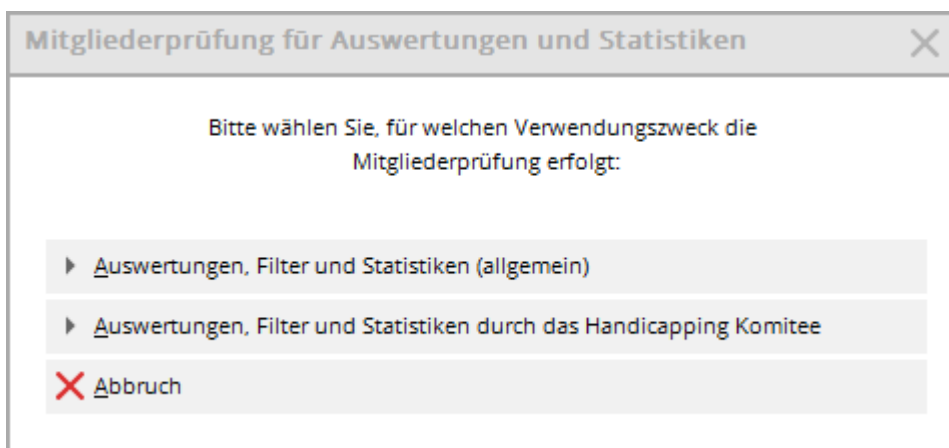 Mitgliederprüfung für Auswertungen und Statistiken
Bitte wählen Sie, für welchen Verwendungszweck die
Mitgliederprüfung erfolgt:
Auswertungen, Filter und Statistiken (allgemein)
Auswertungen, Filter und Statistiken durch das Handicapping Komitee
Abbruch